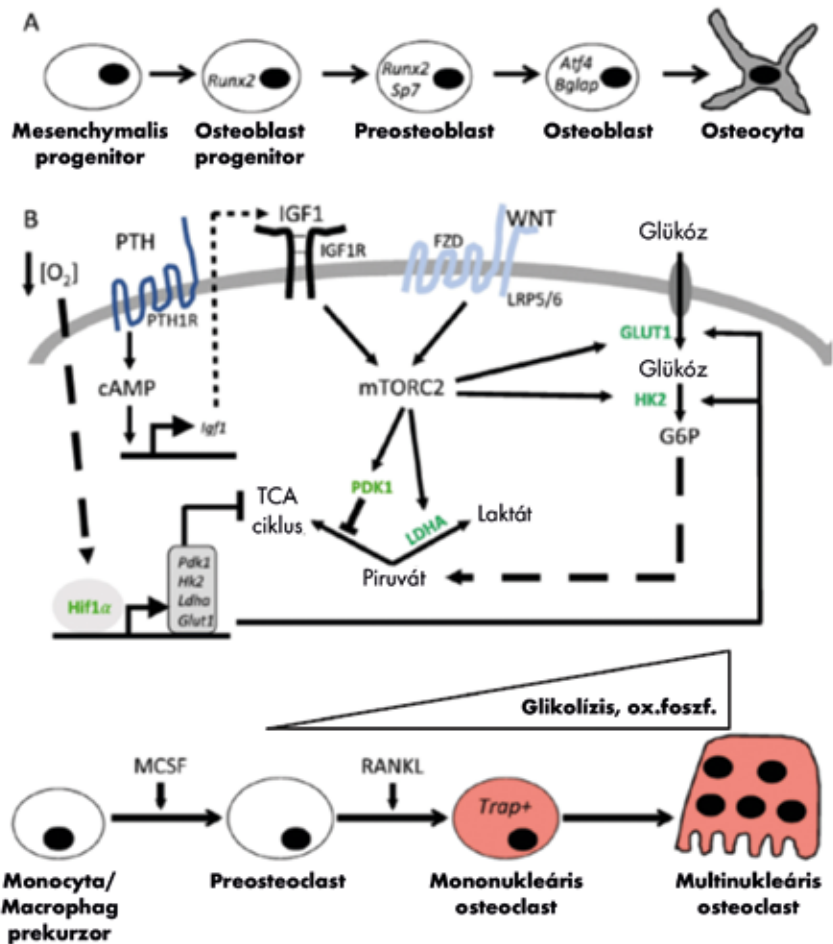 A
Runx2
Runx2
Sp7
Atf4
Bglap
Mesenchymalis
progenitor
Osteoblast
progenitor
Preosteoblast
Osteoblast
Osteocyta
B
[O2]
PTH
PTH1R
IGF1
IGF1R
FZD
WNT
LRP5/6
Glükóz
GLUT1
Glükóz
HK2
G6P
cAMP
Igf1
mTORC2
PDK1
LDHA
TCA
ciklus
Laktát
Piruvát
Hif1α
Pdk1
Hk2
Ldha
Glut1
Glikolízis, ox.foszf.
MCSF
RANKL
Trap+
Monocyta/
Macrophag
prekurzor
Preosteoclast
Mononukleáris
osteoclast
Multinukleáris
osteoclast